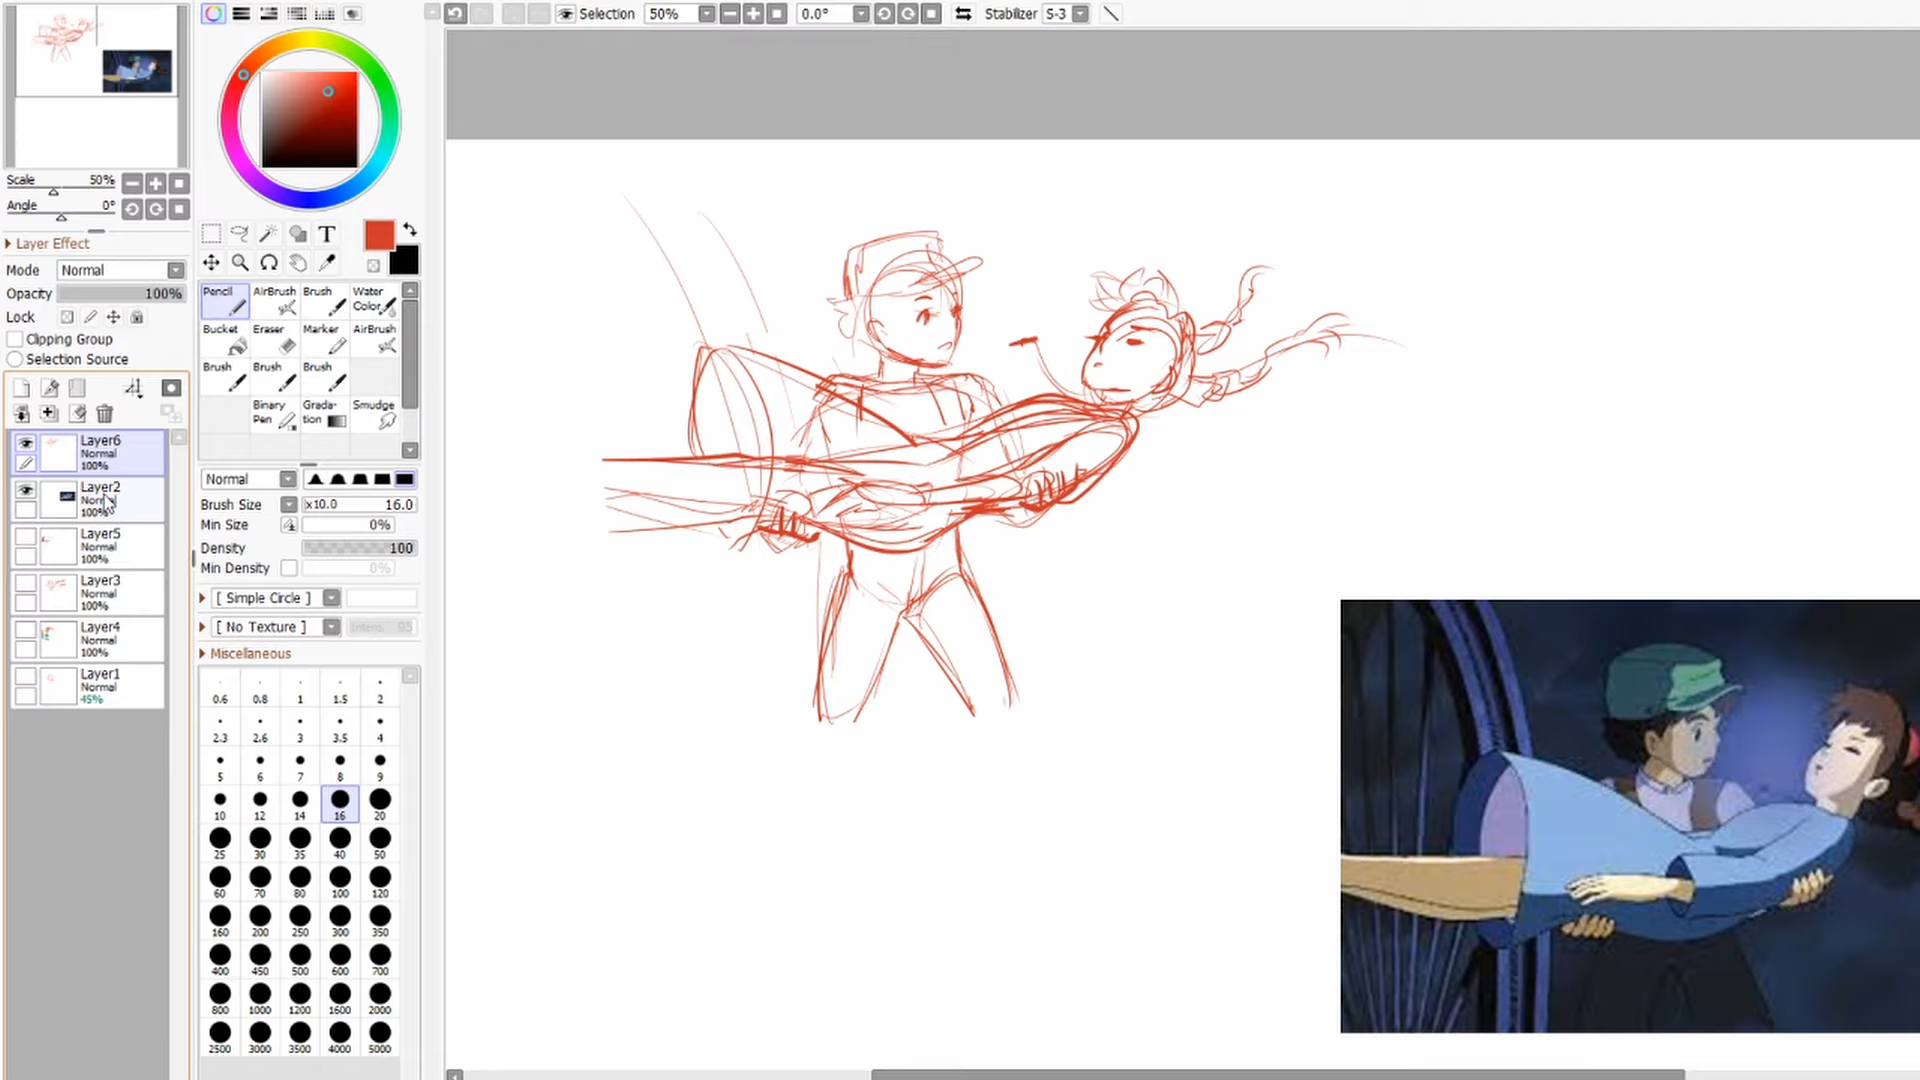 Selection 50% 0.0° Stabilizer S-3
Scale 50%
Angle 0°
Layer Effect
Mode Normal
Opacity 100%
Lock
Clipping Group
Selection Source
Layer6
Normal
100%
Layer2
100%
Layer5
Normal
100%
Layer3
Normal
100%
Layer4
Normal
100%
Layer1
Normal
45%
T
Pencil AirBrush Brush Water Color
Bucket Eraser Marker AirBrush
Brush Brush Brush
Binary Pen Grada-tion Smudge
Normal
Brush Size x10.0 16.0
Min Size 0%
Density 100
Min Density 0%
[ Simple Circle ]
[ No Texture ] Intens. 95
Miscellaneous
0.6 0.8 1 1.5 2
2.3 2.6 3 3.5 4
5 6 7 8 9
10 12 14 16 20
25 30 35 40 50
60 70 80 100 120
160 200 250 300 350
400 450 500 600 700
800 1000 1200 1600 2000
2500 3000 3500 4000 5000